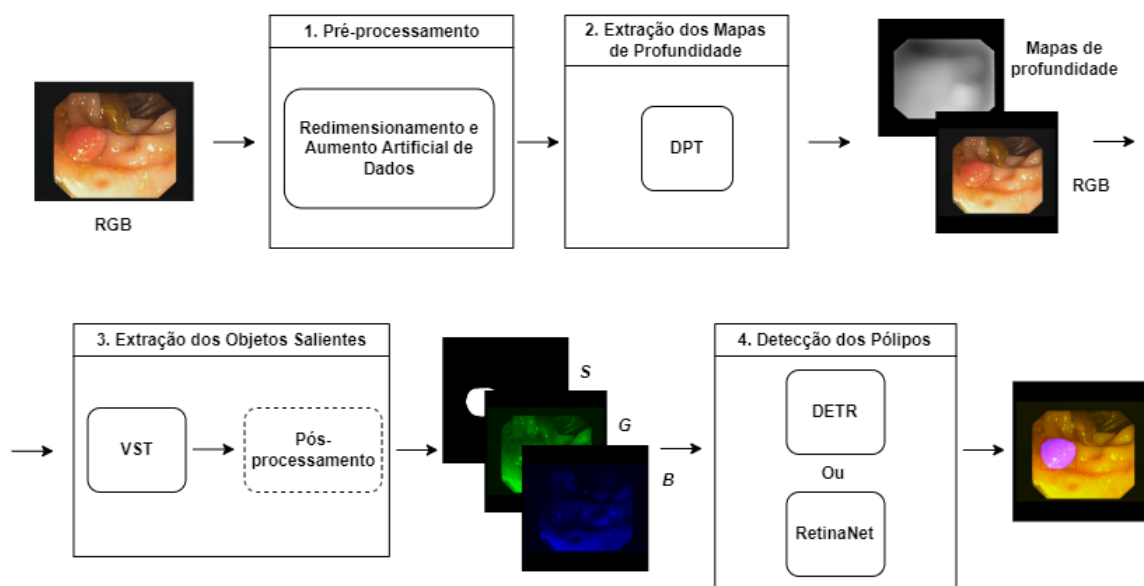 1. Pré-processamento
Redimensionamento e
Aumento Artificial de
Dados
RGB
2. Extração dos Mapas
de Profundidade
DPT
Mapas de
profundidade
RGB
3. Extração dos Objetos Salientes
VST
Pós-
processamento
S
G
B
4. Detecção dos Pólipos
DETR
Ou
RetinaNet